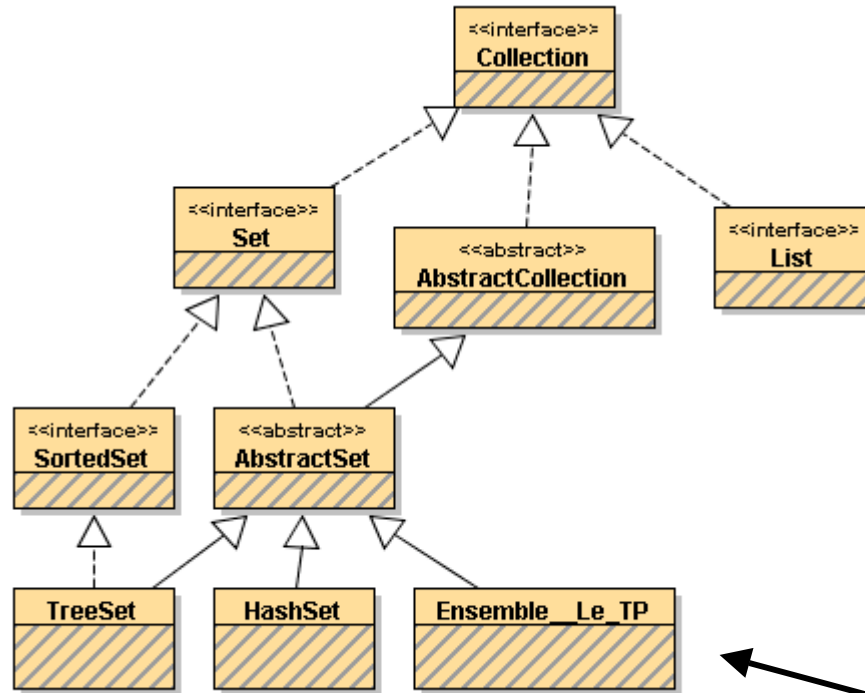 <<interface>>
Collection
<<interface>>
Set
<<abstract>>
AbstractCollection
<<interface>>
List
<<interface>>
SortedSet
<<abstract>>
AbstractSet
TreeSet
HashSet
Ensemble__Le_TP